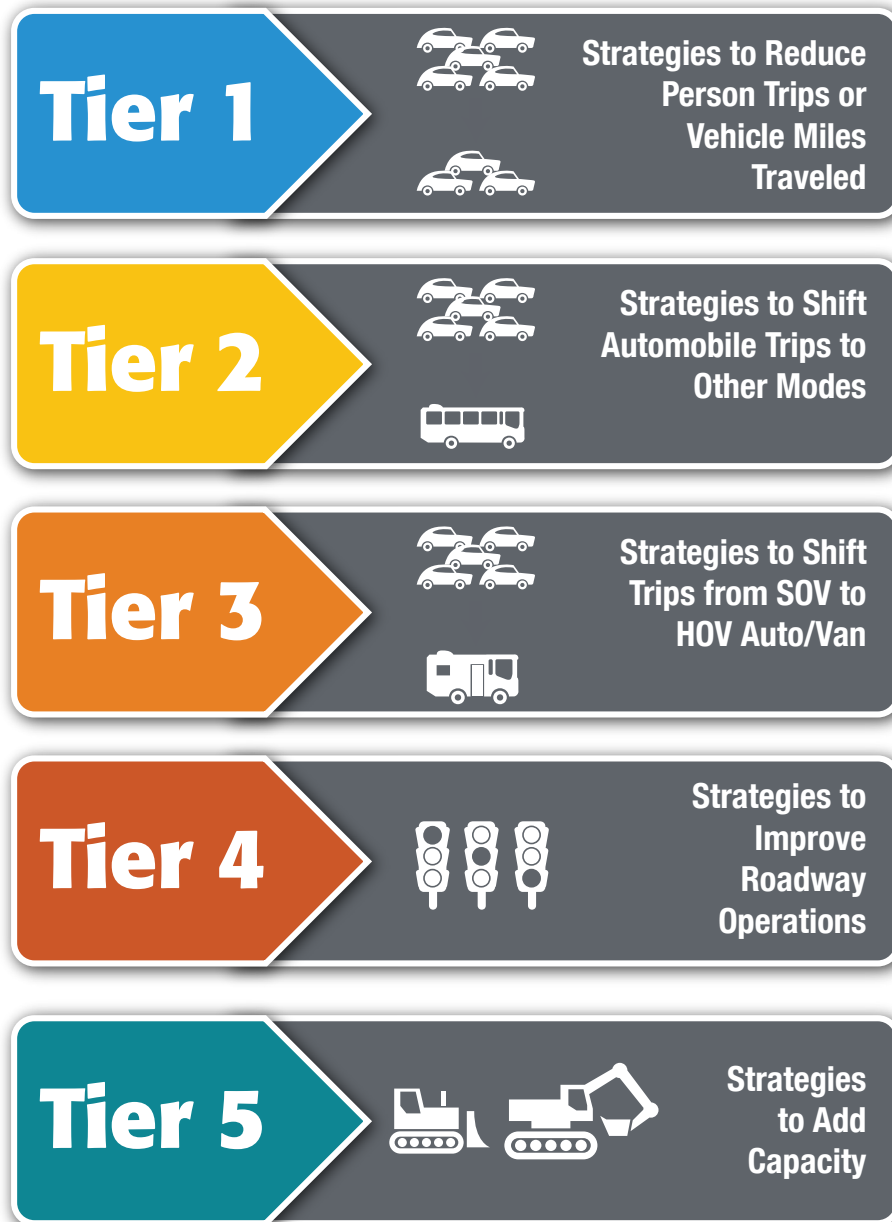 Tier 1
Strategies to Reduce
Person Trips or
Vehicle Miles
Traveled
Tier 2
Strategies to Shift
Automobile Trips to
Other Modes
Tier 3
Strategies to Shift
Trips from SOV to
HOV Auto/Van
Tier 4
Strategies to
Improve
Roadway
Operations
Tier 5
Strategies
to Add
Capacity